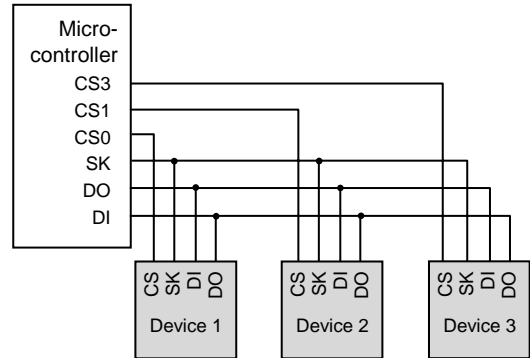 Micro-
controller
CS3
CS1
CS0
SK
DO
DI
CS SK DI DO
Device 1
CS SK DI DO
Device 2
CS SK DI DO
Device 3